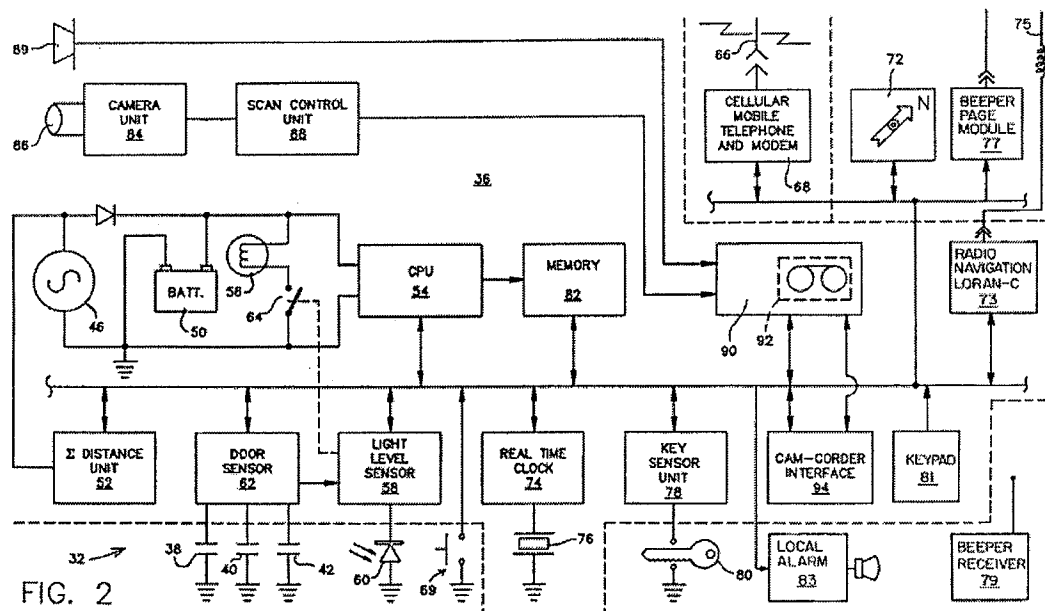 89
86
CAMERA
UNIT
84
SCAN CONTROL
UNIT
88
66
CELLULAR
MOBILE
TELEPHONE
AND MODEM
68
72
N
BEEPER
PAGE
MODULE
77
75
36
46
BATT.
50
58
64
CPU
54
MEMORY
82
90
92
RADIO
NAVIGATION
LORAN-C
73
Σ DISTANCE
UNIT
52
DOOR
SENSOR
62
LIGHT
LEVEL
SENSOR
58
REAL TIME
CLOCK
74
KEY
SENSOR
UNIT
78
CAM-CORDER
INTERFACE
94
KEYPAD
81
32
38
40
42
60
69
76
80
LOCAL
ALARM
83
BEEPER
RECEIVER
79
FIG. 2